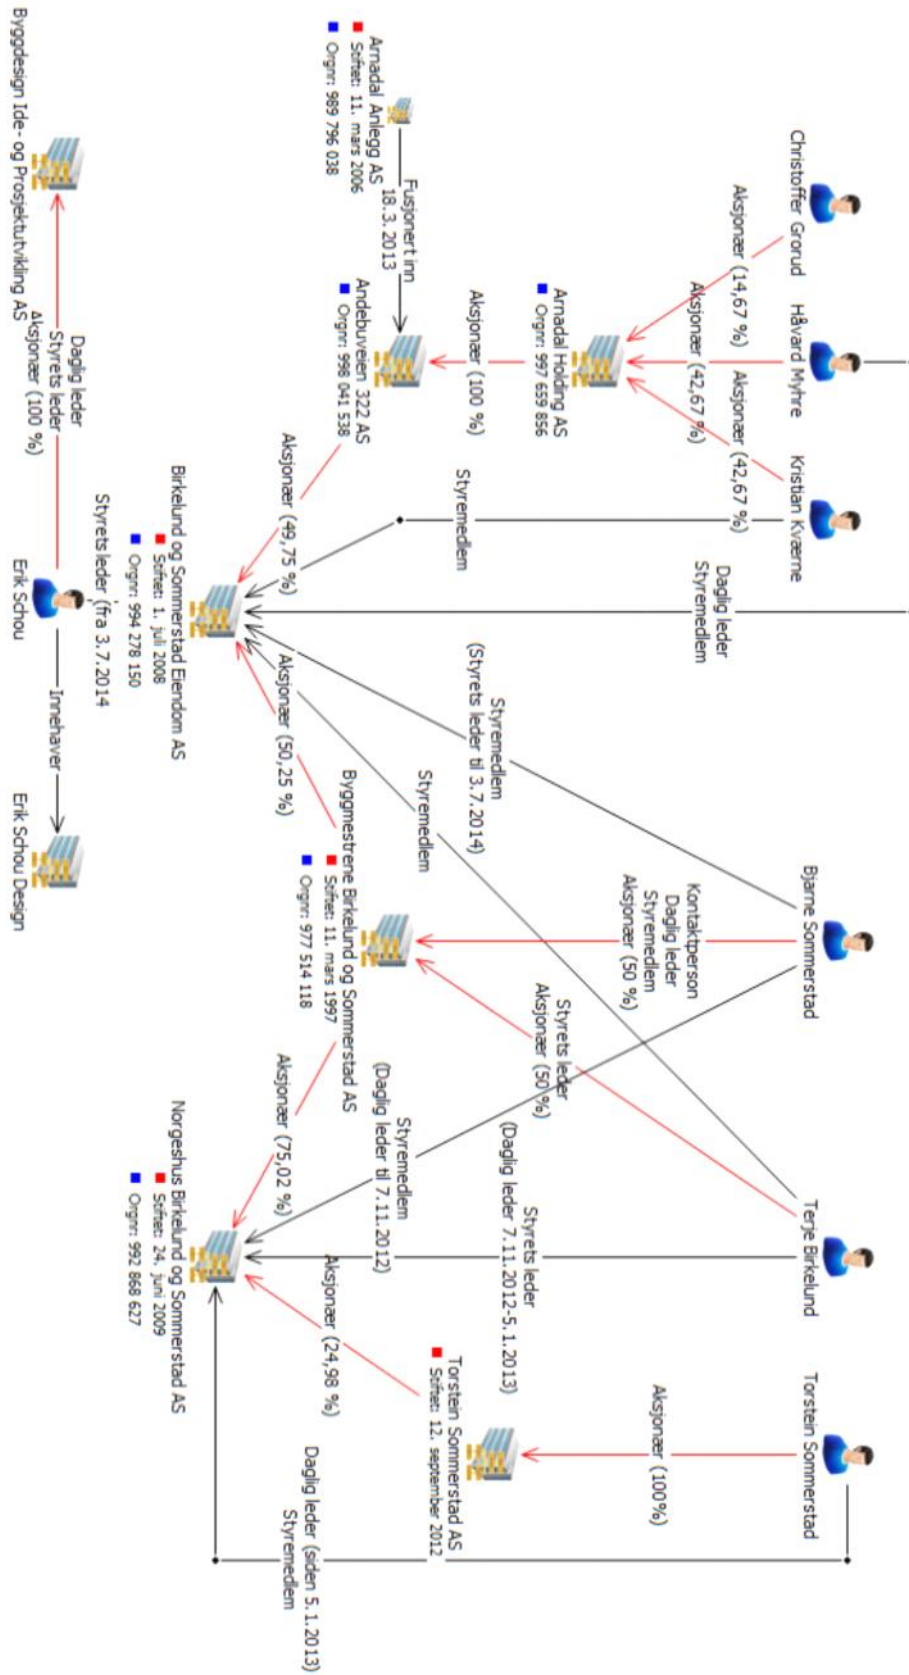 Christoffer Grorud
Håvard Myhre
Kristian Kværne
Bjarne Sommerstad
Terje Birkelund
Torstein Sommerstad
Aksjonær (14,67 %)
Aksjonær (42,67 %)
Aksjonær (42,67 %)
Daglig leder
Styremedlem
Kontaktperson
Daglig leder
Styremedlem
Aksjonær (50 %)
Aksjonær (100%)
Arnadal Holding AS
Orgnr: 997 659 856
Styrets leder
Aksjonær (50 %)
Styrets leder
(Daglig leder 7.11.2012-5.1.2013)
Torstein Sommerstad AS
Stiftet: 12. september 2012
Aksjonær (100 %)
Styremedlem
Styremedlem
(Styrets leder til 3.7.2014)
Styremedlem
Arnadal Anlegg AS
Stiftet: 11. mars 2006
Orgnr: 989 796 038
Fusjonert inn
18.3.2013
Andebuveien 322 AS
Orgnr: 998 041 538
Byggmestrene Birkelund og Sommerstad AS
Stiftet: 11. mars 1997
Orgnr: 977 514 118
Styremedlem
(Daglig leder til 7.11.2012)
Aksjonær (24,98 %)
Daglig leder (siden 5.1.2013)
Styremedlem
Aksjonær (49,75 %)
Aksjonær (50,25 %)
Aksjonær (75,02 %)
Birkelund og Sommerstad Eiendom AS
Stiftet: 1. juli 2008
Orgnr: 994 278 150
Norgeshus Birkelund og Sommerstad AS
Stiftet: 24. juni 2009
Orgnr: 992 868 627
Styrets leder (fra 3.7.2014
Daglig leder
Styrets leder
Aksjonær (100 %)
Innehaver
Byggdesign Ide- og Prosjektutvikling AS
Erik Schou
Erik Schou Design